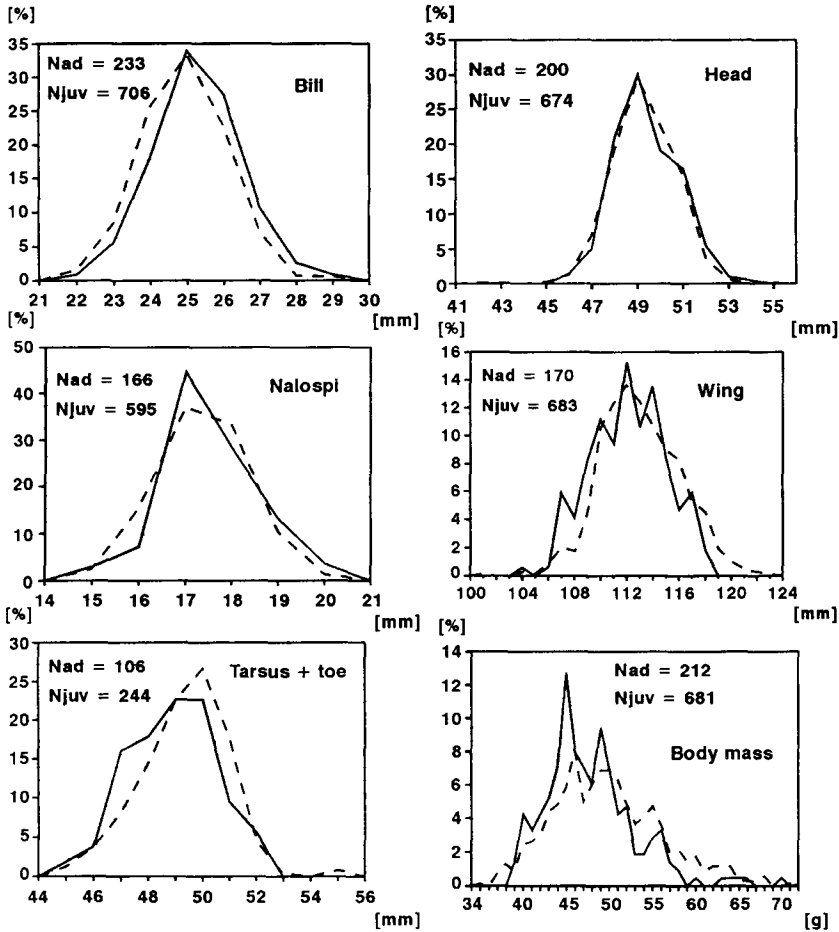 [%]
35
30
25
20
15
10
5
0
Nad = 233
Njuv = 706
Bill
21 22 23 24 25 26 27 28 29 30
[mm]
[%]
35
30
25
20
15
10
5
0
Nad = 200
Njuv = 674
Head
41 43 45 47 49 51 53 55
[mm]
[%]
50
40
30
20
10
0
Nad = 166
Njuv = 595
Nalospi
14 15 16 17 18 19 20 21
[mm]
[%]
16
14
12
10
8
6
4
2
0
Nad = 170
Njuv = 683
Wing
100 104 108 112 116 120 124
[mm]
[%]
30
25
20
15
10
5
0
Nad = 106
Njuv = 244
Tarsus + toe
44 46 48 50 52 54 56
[mm]
[%]
14
12
10
8
6
4
2
0
Nad = 212
Njuv = 681
Body mass
34 40 45 50 55 60 65 70
[g]